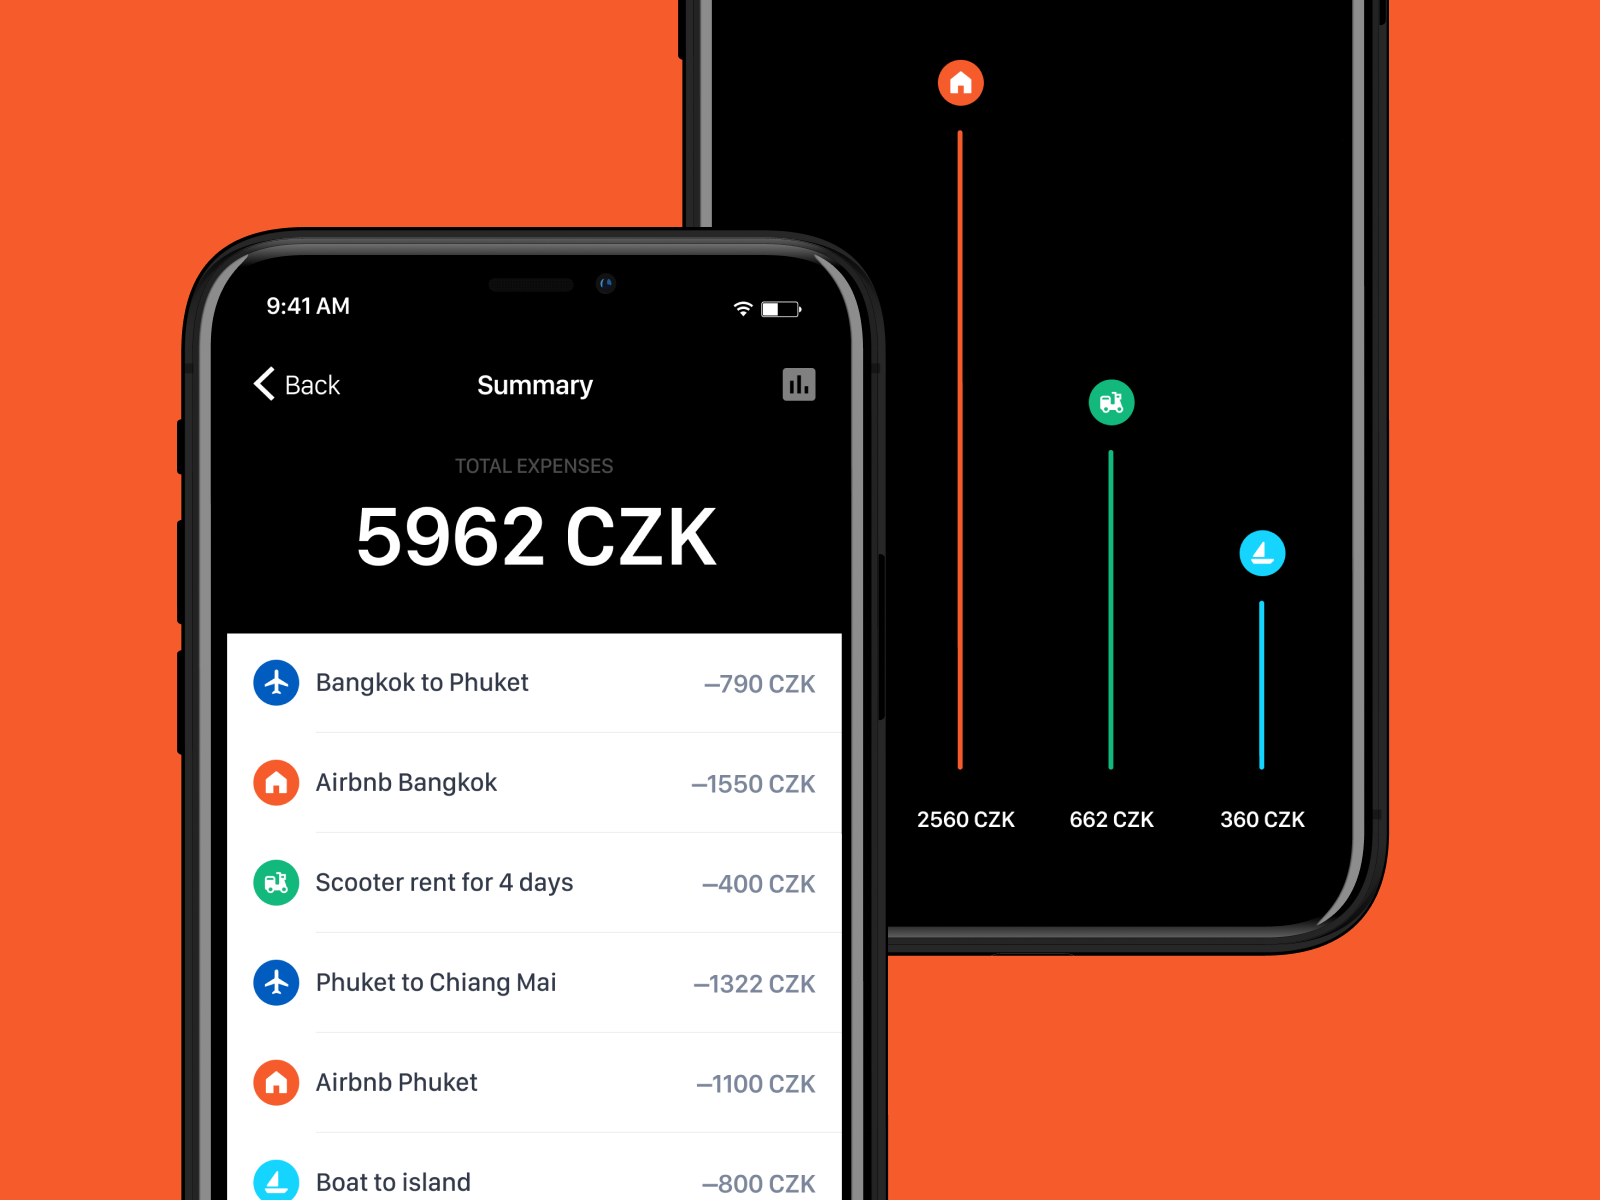 9:41 AM
Back
Summary
TOTAL EXPENSES
5962 CZK
Bangkok to Phuket
–790 CZK
Airbnb Bangkok
–1550 CZK
Scooter rent for 4 days
–400 CZK
Phuket to Chiang Mai
–1322 CZK
Airbnb Phuket
–1100 CZK
Boat to island
–800 CZK
2560 CZK
662 CZK
360 CZK